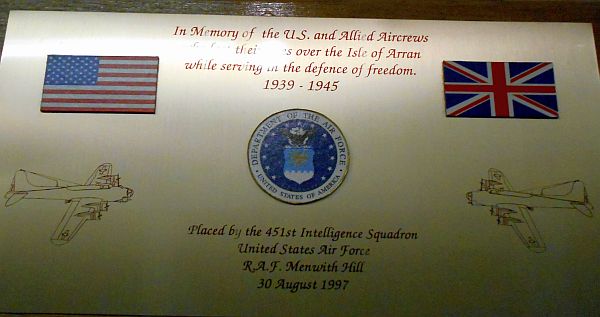 In Memory of the U.S. and Allied Aircrews
over the Isle of Arran
while serving in the defence of freedom.
1939 - 1945
DEPARTMENT OF THE AIR FORCE
UNITED STATES OF AMERICA
Placed by the 451st Intelligence Squadron
United States Air Force
R.A.F. Menwith Hill
30 August 1997